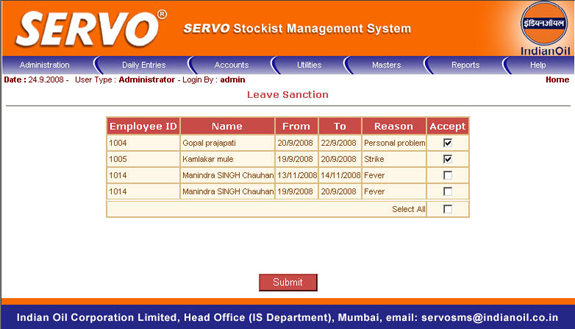 SERVO® SERVO Stockist Management System
इंडियनऑयल
IndianOil
Administration Daily Entries Accounts Utilities Masters Reports Help
Date : 24.9.2008 - User Type : Administrator - Login By : admin Home
Leave Sanction
Employee ID Name From To Reason Accept
1004 Gopal prajapati 20/9/2008 22/9/2008 Personal problem
1005 Kamlakar mule 19/9/2008 20/9/2008 Strike
1014 Manindra SINGH Chauhan 13/11/2008 14/11/2008 Fever
1014 Manindra SINGH Chauhan 19/9/2008 20/9/2008 Fever
Select All
Submit
Indian Oil Corporation Limited, Head Office (IS Department), Mumbai, email: servosms@indianoil.co.in